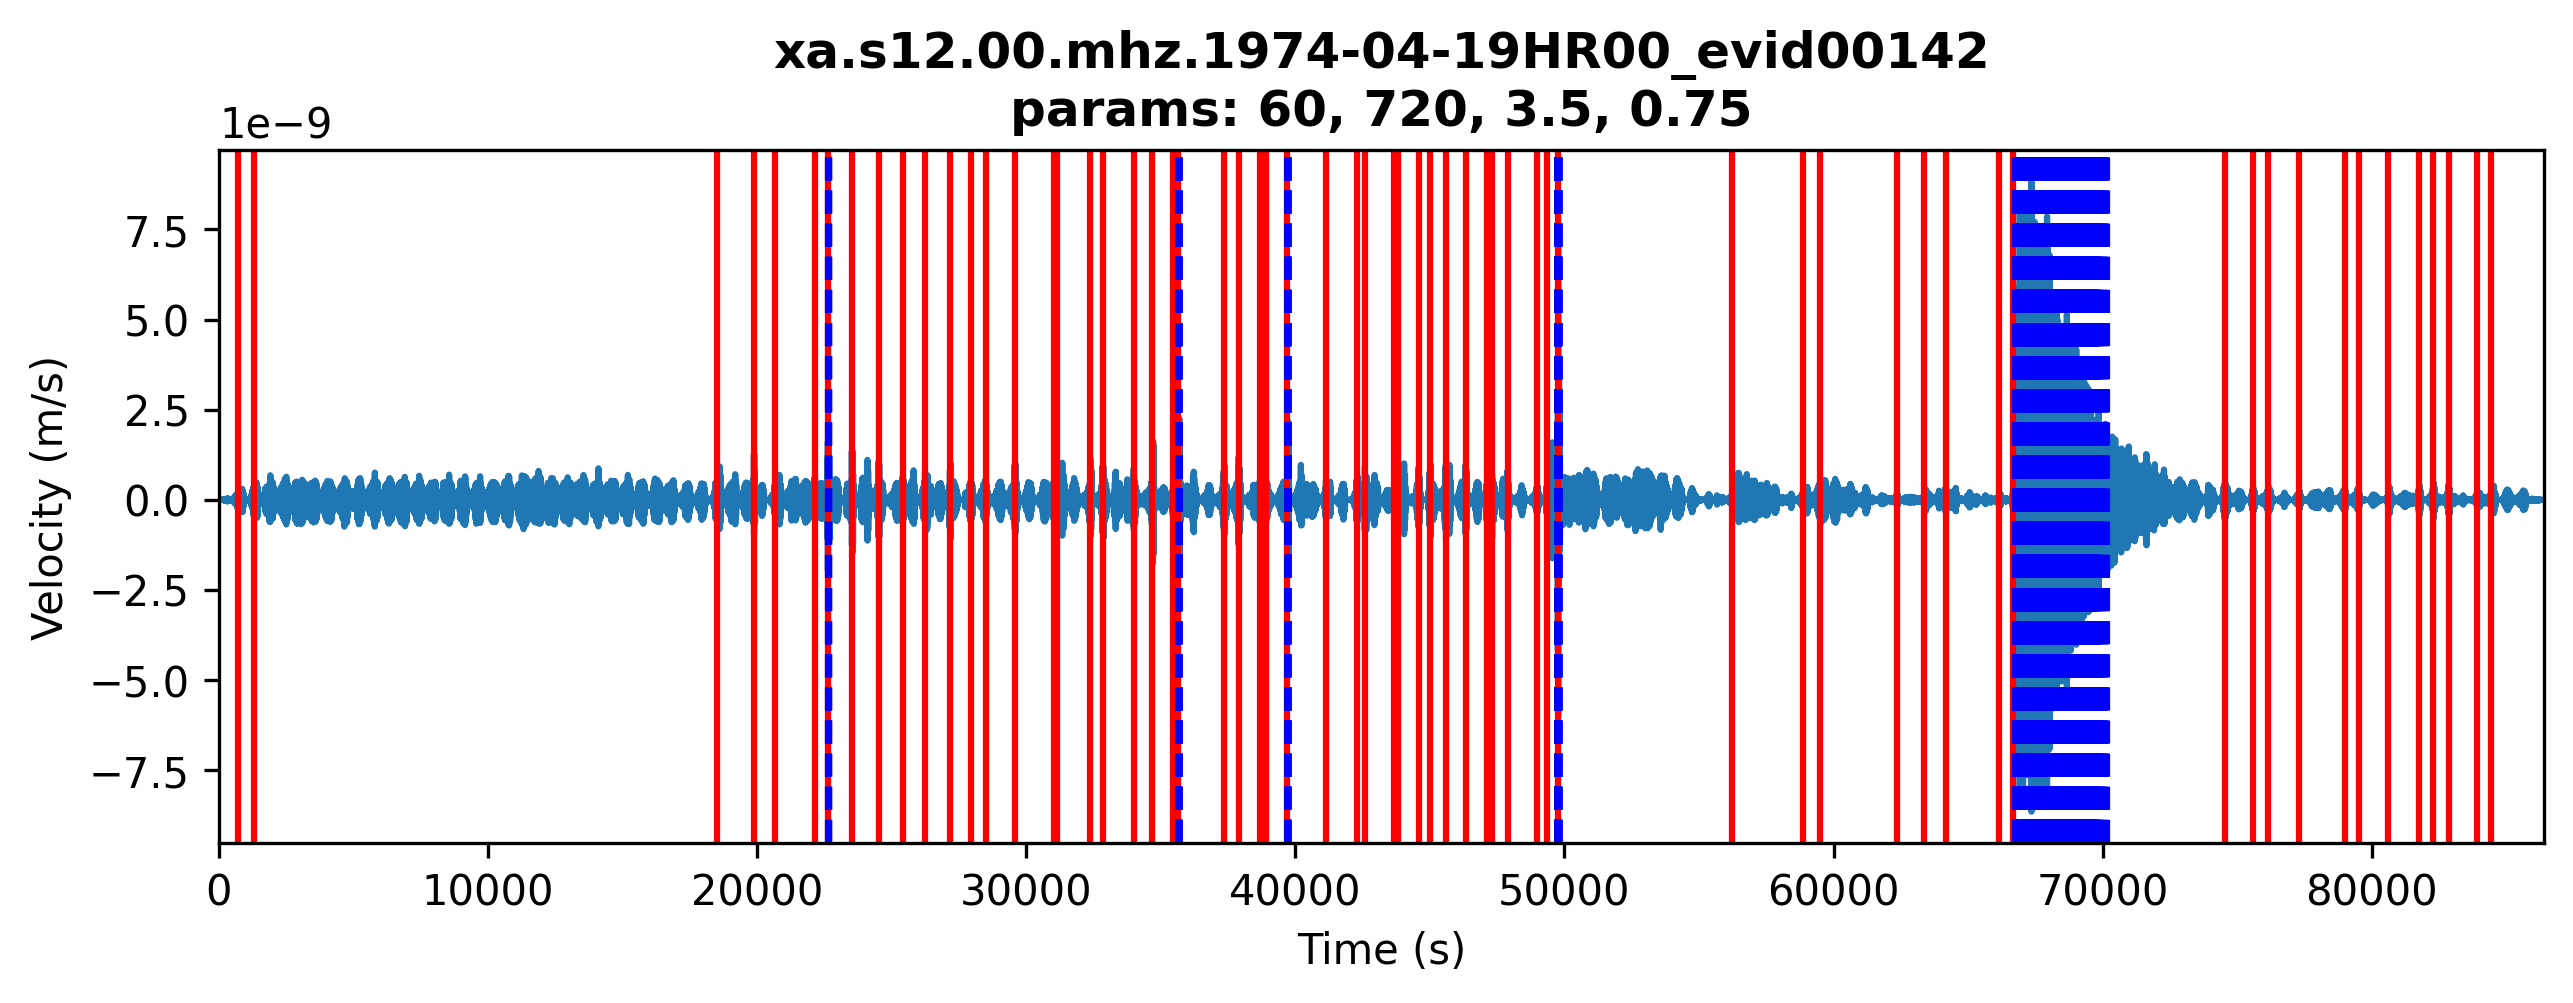 xa.s12.00.mhz.1974-04-19HR00_evid00142
params: 60, 720, 3.5, 0.75
1e−9
7.5
5.0
2.5
0.0
−2.5
−5.0
−7.5
Velocity (m/s)
0 10000 20000 30000 40000 50000 60000 70000 80000
Time (s)